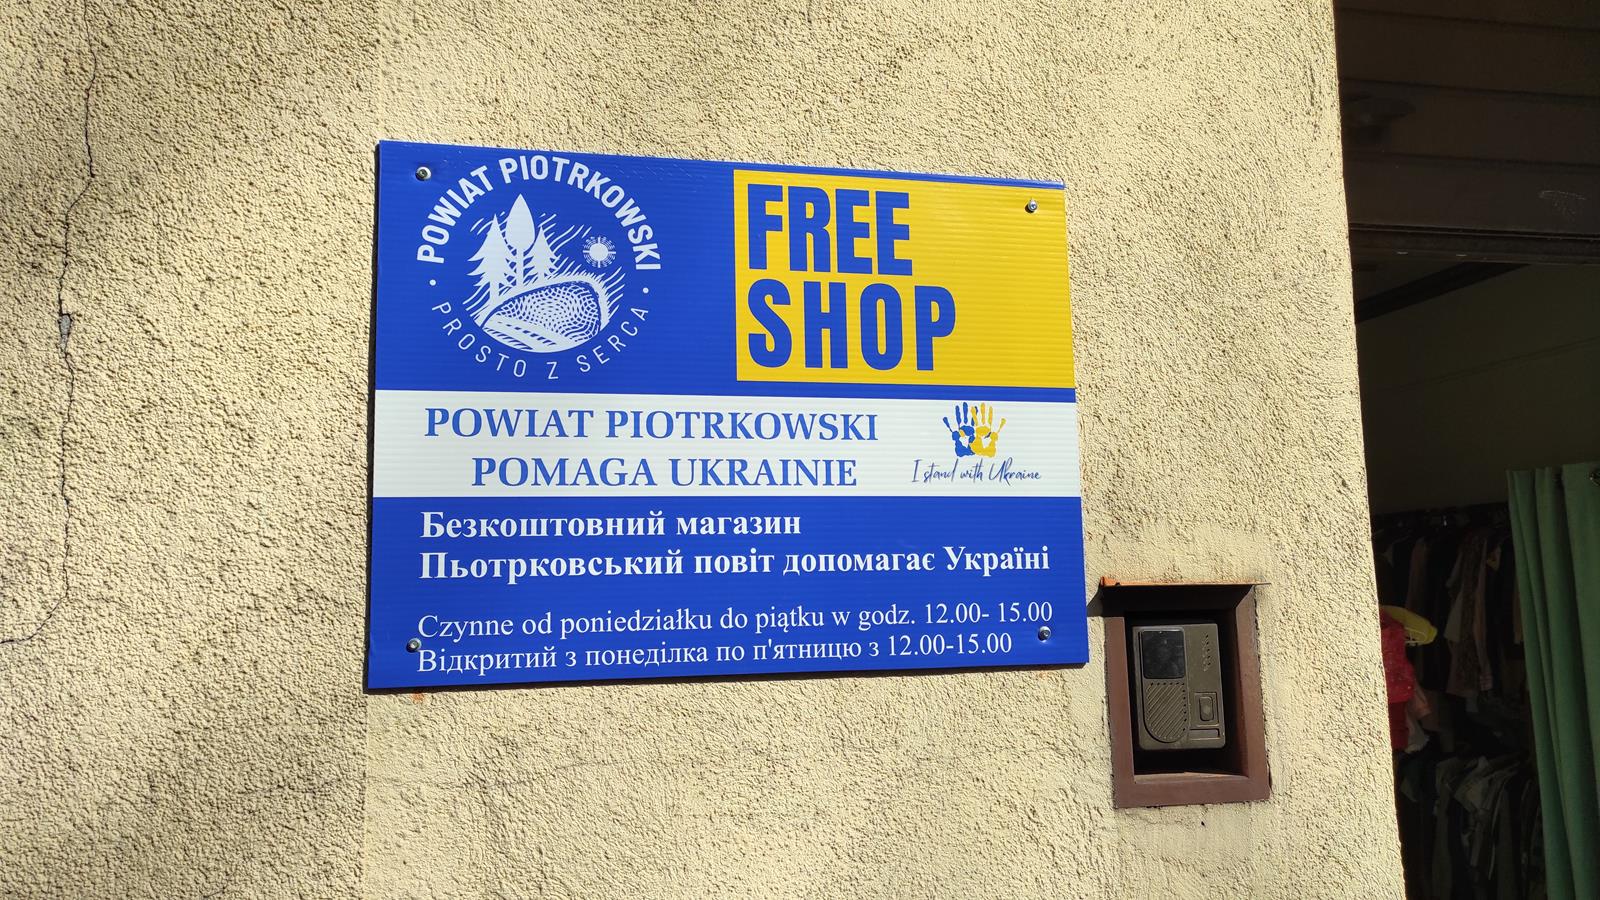 POWIAT PIOTRKOWSKI
PROSTO Z SERCA
FREE
SHOP
POWIAT PIOTRKOWSKI
POMAGA UKRAINIE
I stand with Ukraine
Безкоштовний магазин
Пьотрковський повіт допомагає Україні
Czynne od poniedziałku do piątku w godz. 12.00- 15.00
Відкритий з понеділка по п'ятницю з 12.00-15.00